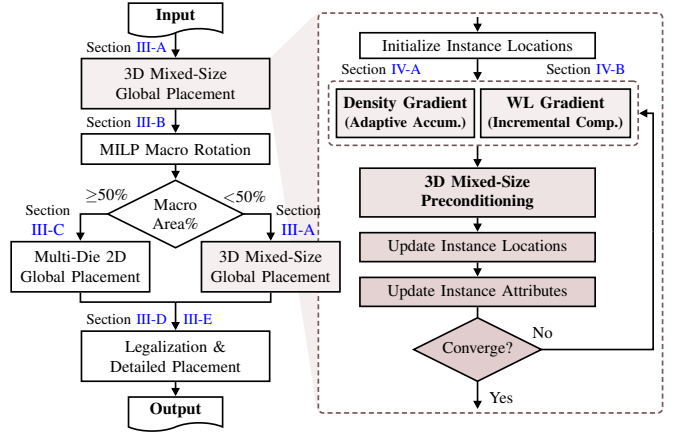 Input
Section III-A
3D Mixed-Size
Global Placement
Section III-B
MILP Macro Rotation
≥50%
<50%
Macro
Area%
Section
III-C
Section
III-A
Multi-Die 2D
Global Placement
3D Mixed-Size
Global Placement
Section III-D
III-E
Legalization &
Detailed Placement
Output
Initialize Instance Locations
Section IV-A
Section IV-B
Density Gradient
(Adaptive Accum.)
WL Gradient
(Incremental Comp.)
3D Mixed-Size
Preconditioning
Update Instance Locations
Update Instance Attributes
Converge?
No
Yes